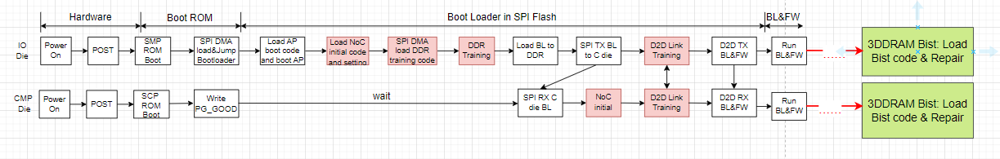 Hardware
Boot ROM
Boot Loader in SPI Flash
BL&FW
IO
Die
Power
On
POST
SMP
ROM
Boot
SPI DMA
load&Jump
Bootloader
Load AP
boot code
and boot AP
Load NoC
initial code
and setting
SPI DMA
load DDR
training code
DDR
Training
Load BL to
DDR
SPI TX BL
to C die
D2D Link
Training
D2D TX
BL&FW
Run
BL&FW
......
3DDRAM Bist: Load
Bist code & Repair
CMP
Die
Power
On
POST
SCP
ROM
Boot
Write
PG_GOOD
wait
SPI RX C
die BL
NoC
initial
D2D Link
Training
D2D RX
BL&FW
Run
BL&FW
......
3DDRAM Bist: Load
Bist code & Repair